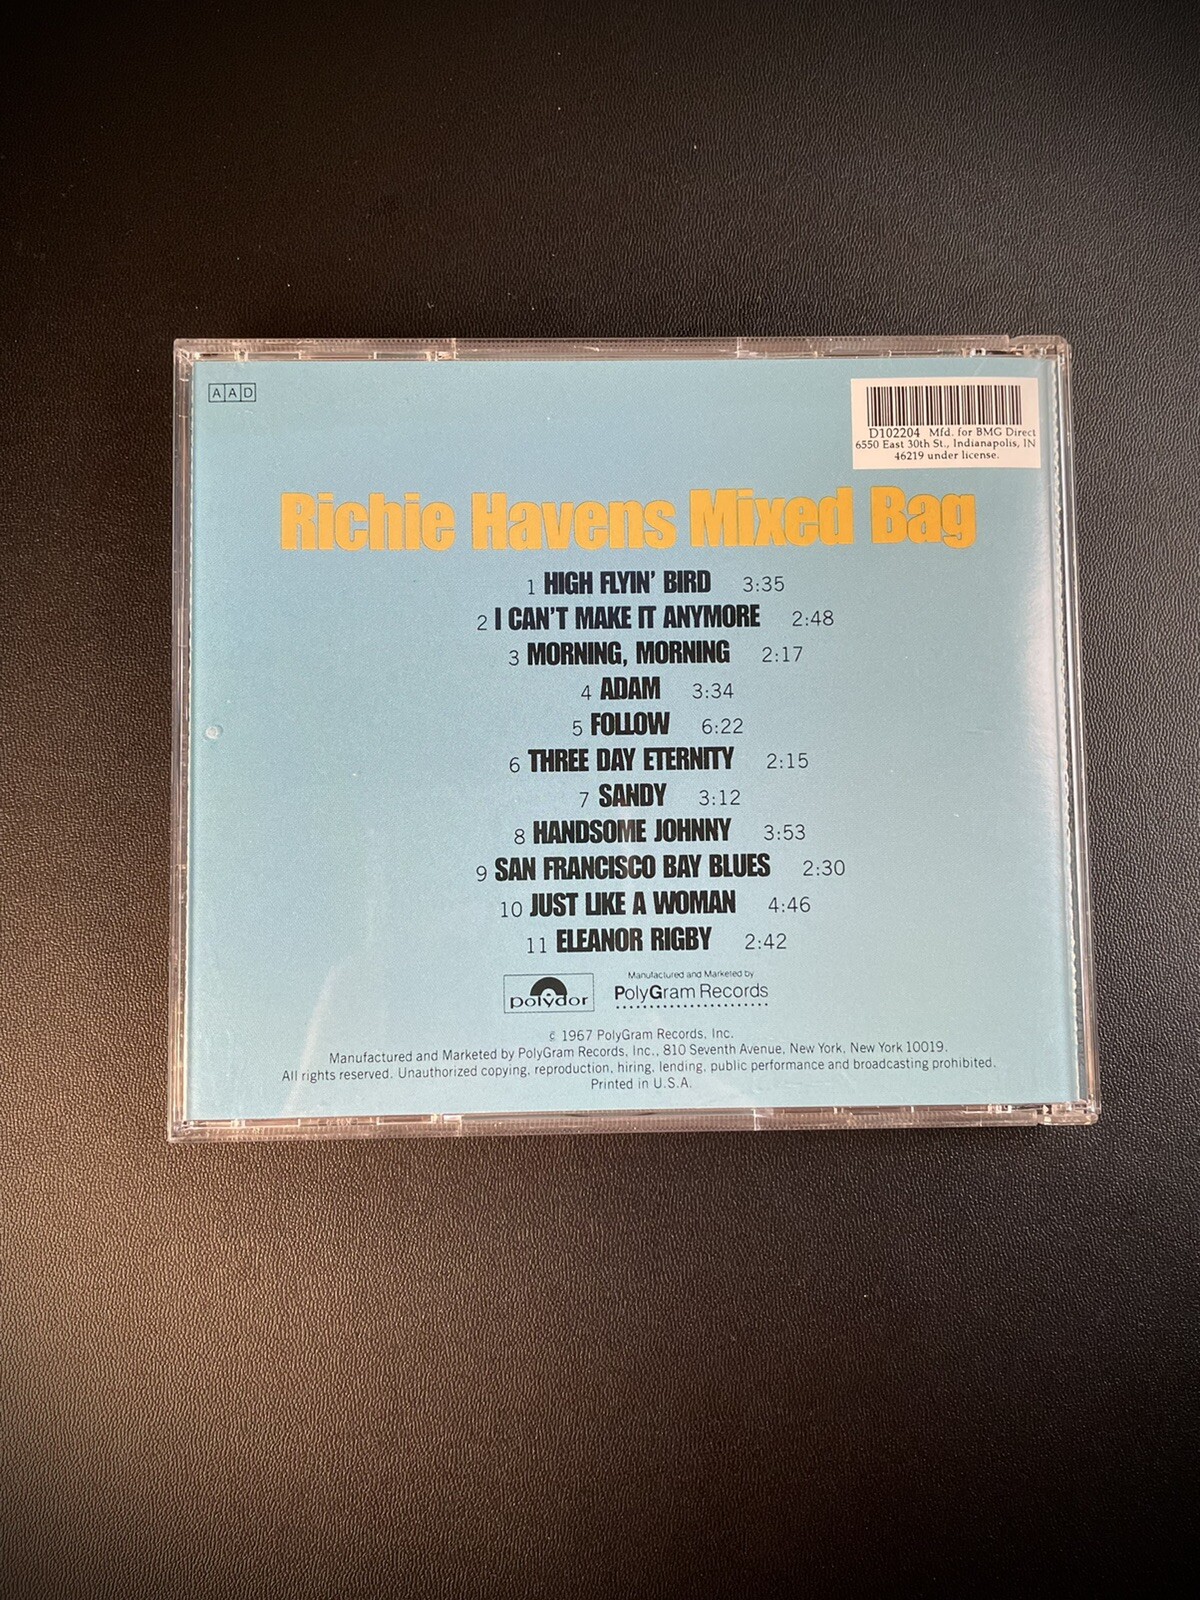 AAD
D102204 Mfd. for BMG Direct
6550 East 30th St., Indianapolis, IN
46219 under license.
Richie Havens Mixed Bag
1 HIGH FLYIN' BIRD 3:35
2 I CAN'T MAKE IT ANYMORE 2:48
3 MORNING, MORNING 2:17
4 ADAM 3:34
5 FOLLOW 6:22
6 THREE DAY ETERNITY 2:15
7 SANDY 3:12
8 HANDSOME JOHNNY 3:53
9 SAN FRANCISCO BAY BLUES 2:30
10 JUST LIKE A WOMAN 4:46
11 ELEANOR RIGBY 2:42
polydor
Manufactured and Marketed by
PolyGram Records
© 1967 PolyGram Records, Inc.
Manufactured and Marketed by PolyGram Records, Inc., 810 Seventh Avenue, New York, New York 10019.
All rights reserved. Unauthorized copying, reproduction, hiring, lending, public performance and broadcasting prohibited.
Printed in U.S.A.